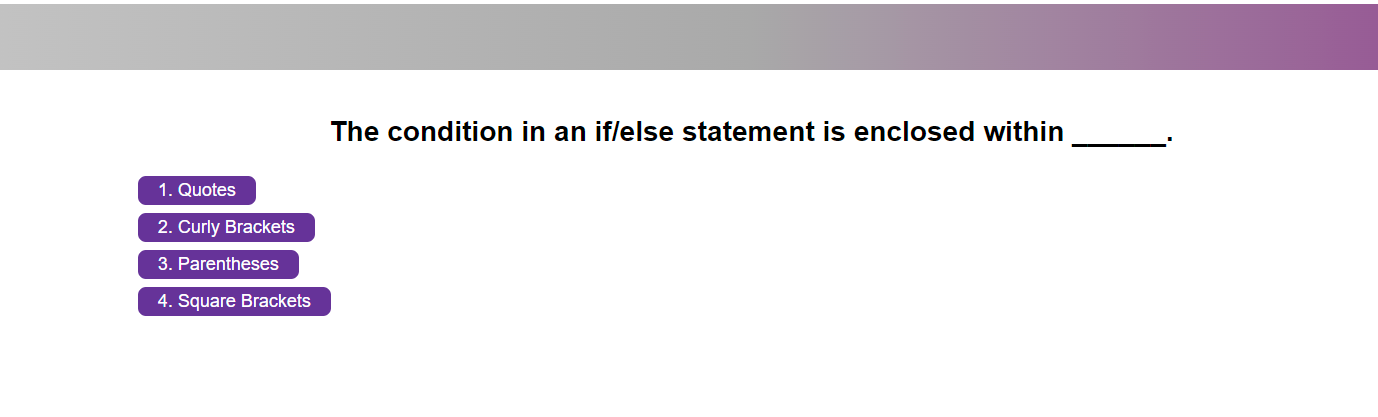 The condition in an if/else statement is enclosed within ______.
1. Quotes
2. Curly Brackets
3. Parentheses
4. Square Brackets